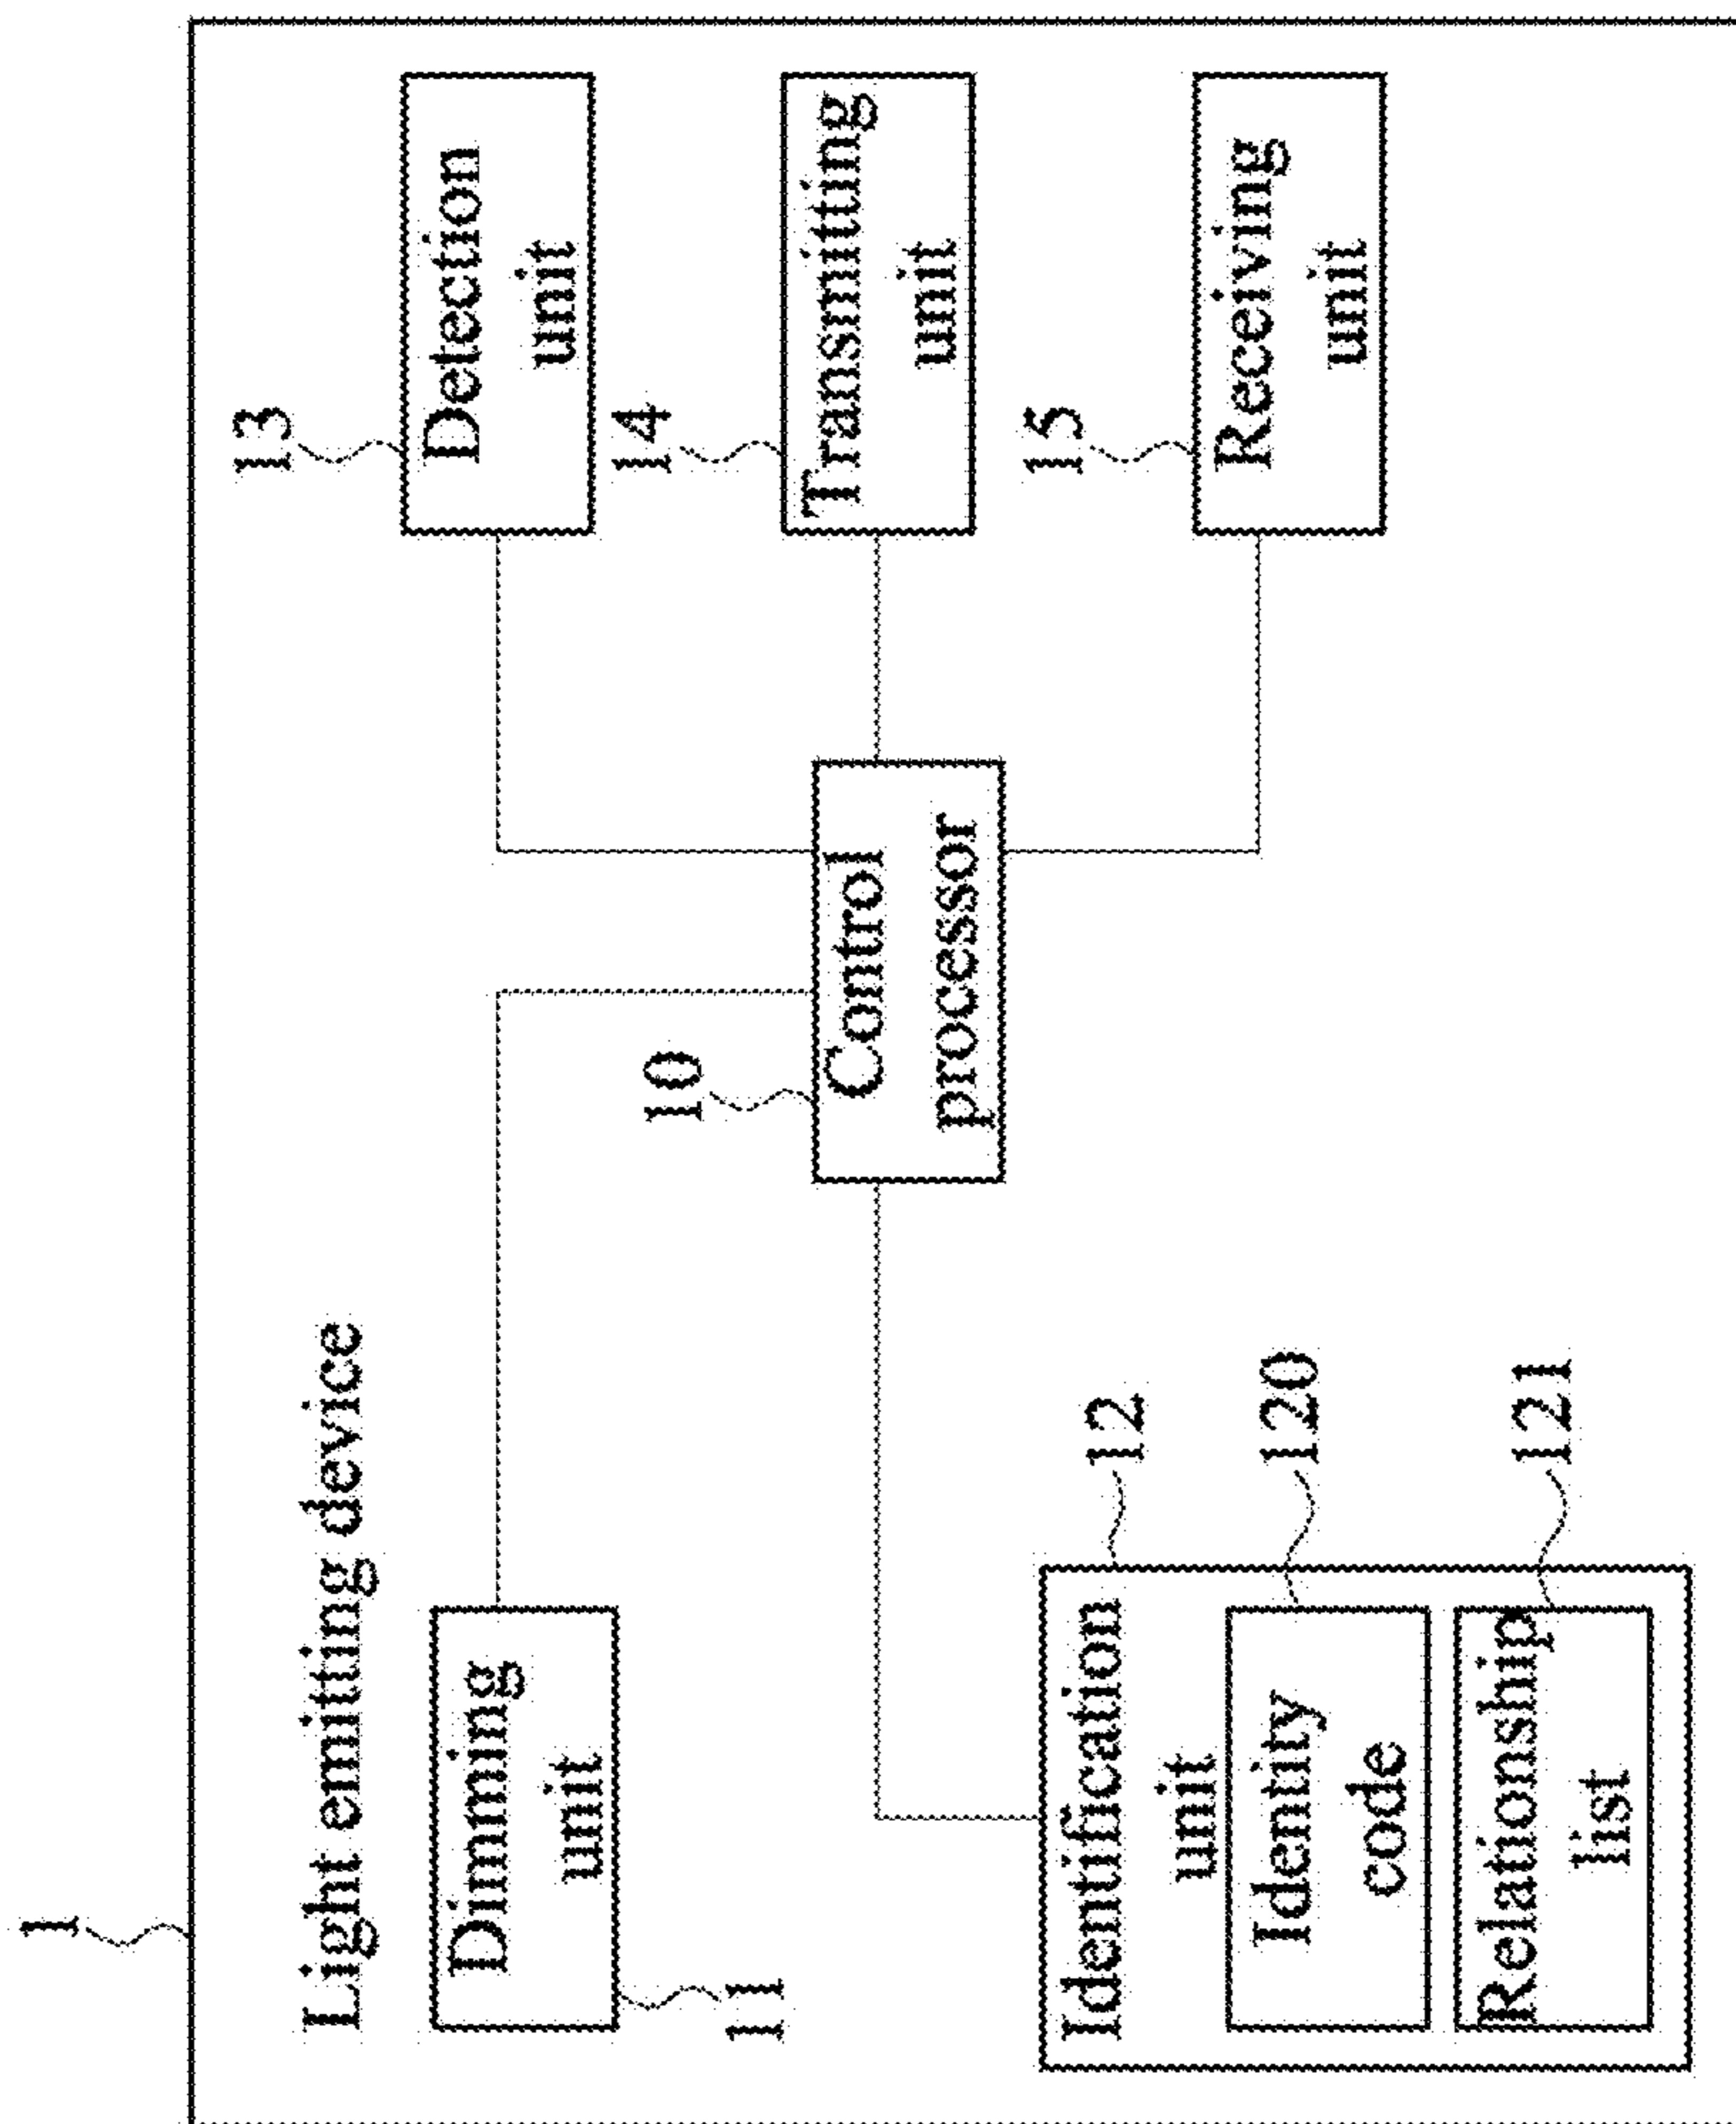 1
Light emitting device
Dimming
unit
11
10
Control
processor
13
Detection
unit
14
Transmitting
unit
15
Receiving
unit
Identification
unit
12
Identity
code
120
Relationship
list
121